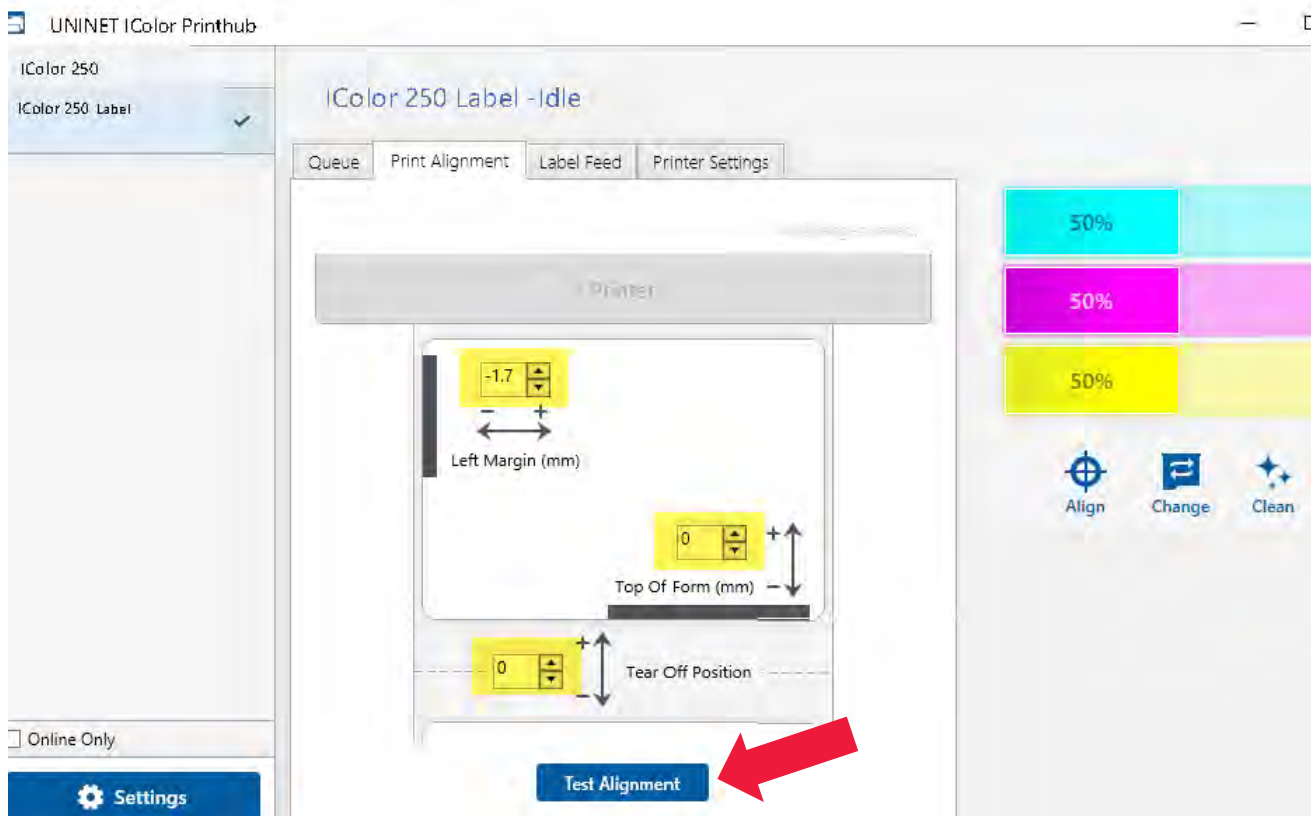 UNINET IColor Printhub
IColor 250
IColor 250 Label
IColor 250 Label -Idle
Queue
Print Alignment
Label Feed
Printer Settings
Printer
50%
50%
50%
-1.7
- +
Left Margin (mm)
Align
Change
Clean
0
+
Top Of Form (mm)
-
+
0
Tear Off Position
-
Online Only
Test Alignment
Settings